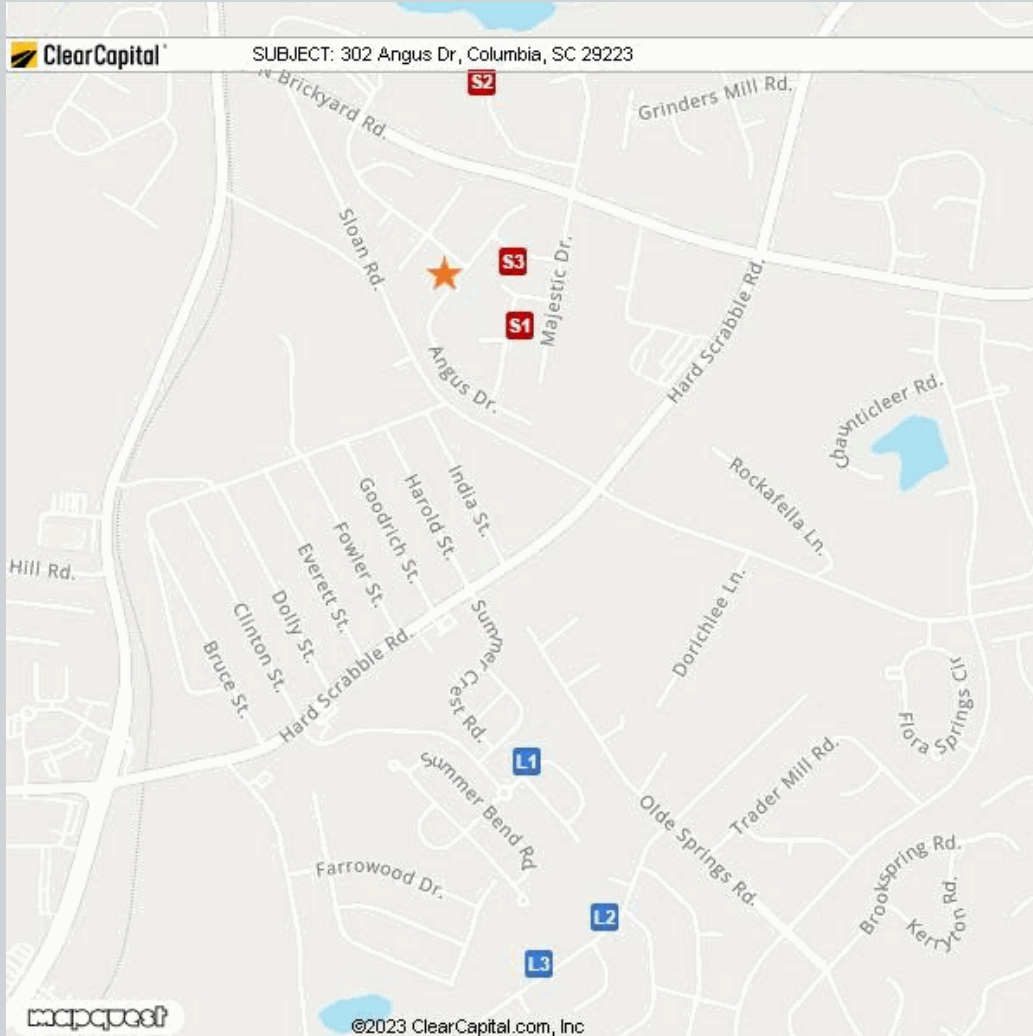 ClearCapital
SUBJECT: 302 Angus Dr, Columbia, SC 29223
S2
N Brickyard Rd.
Grinders Mill Rd.
Sloan Rd.
S3
Majestic Dr.
S1
Hard Scrabble Rd.
Angus Dr.
Chaunticleer Rd.
Rockafella Ln.
India St.
Harold St.
Goodrich St.
Fowler St.
Everett St.
Dolly St.
Clinton St.
Bruce St.
Hill Rd.
Hard Scrabble Rd.
Summer Crest Rd.
Dorichlee Ln.
Flora Springs Cir
L1
Summer Bend Rd
Trader Mill Rd.
Olde Springs Rd.
Farrowood Dr.
Brookspring Rd.
Kerryton Rd.
L2
L3
mapquest
©2023 ClearCapital.com, Inc